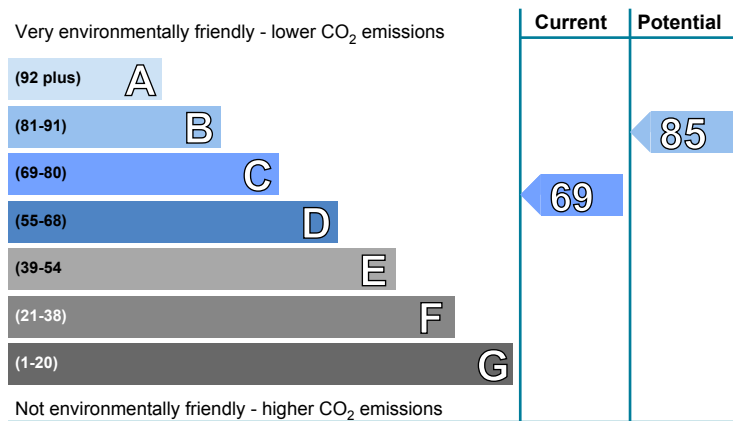 Very environmentally friendly - lower CO2 emissions
Current
Potential
(92 plus) A
(81-91) B
85
(69-80) C
69
(55-68) D
(39-54 E
(21-38) F
(1-20) G
Not environmentally friendly - higher CO2 emissions